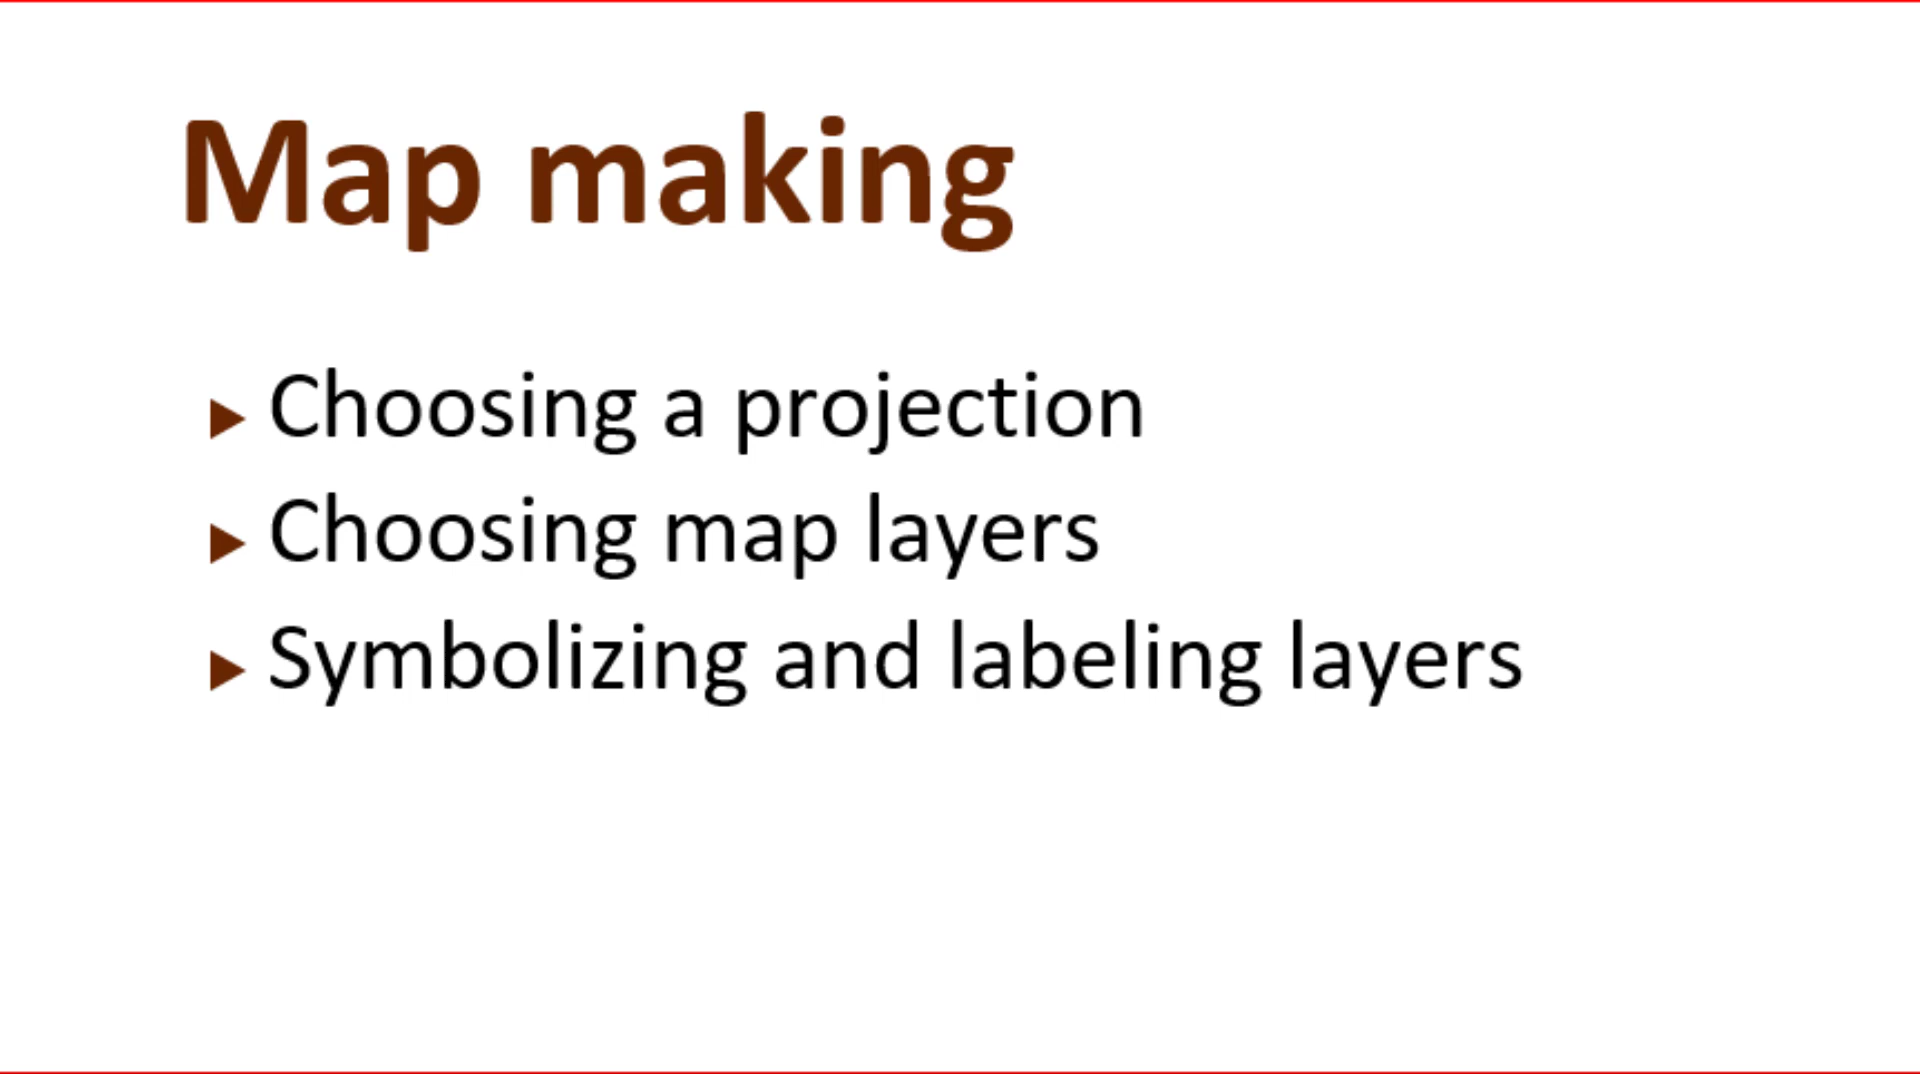 Map making
Choosing a projection
Choosing map layers
Symbolizing and labeling layers